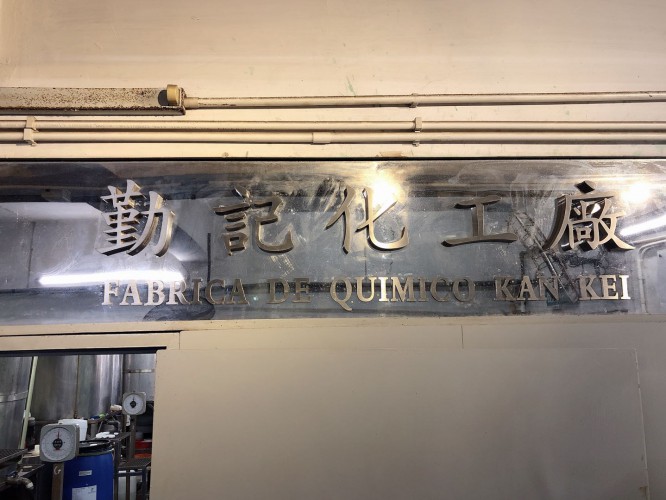 勤記化工廠
FABRICA DE QUIMICO KAN KEI